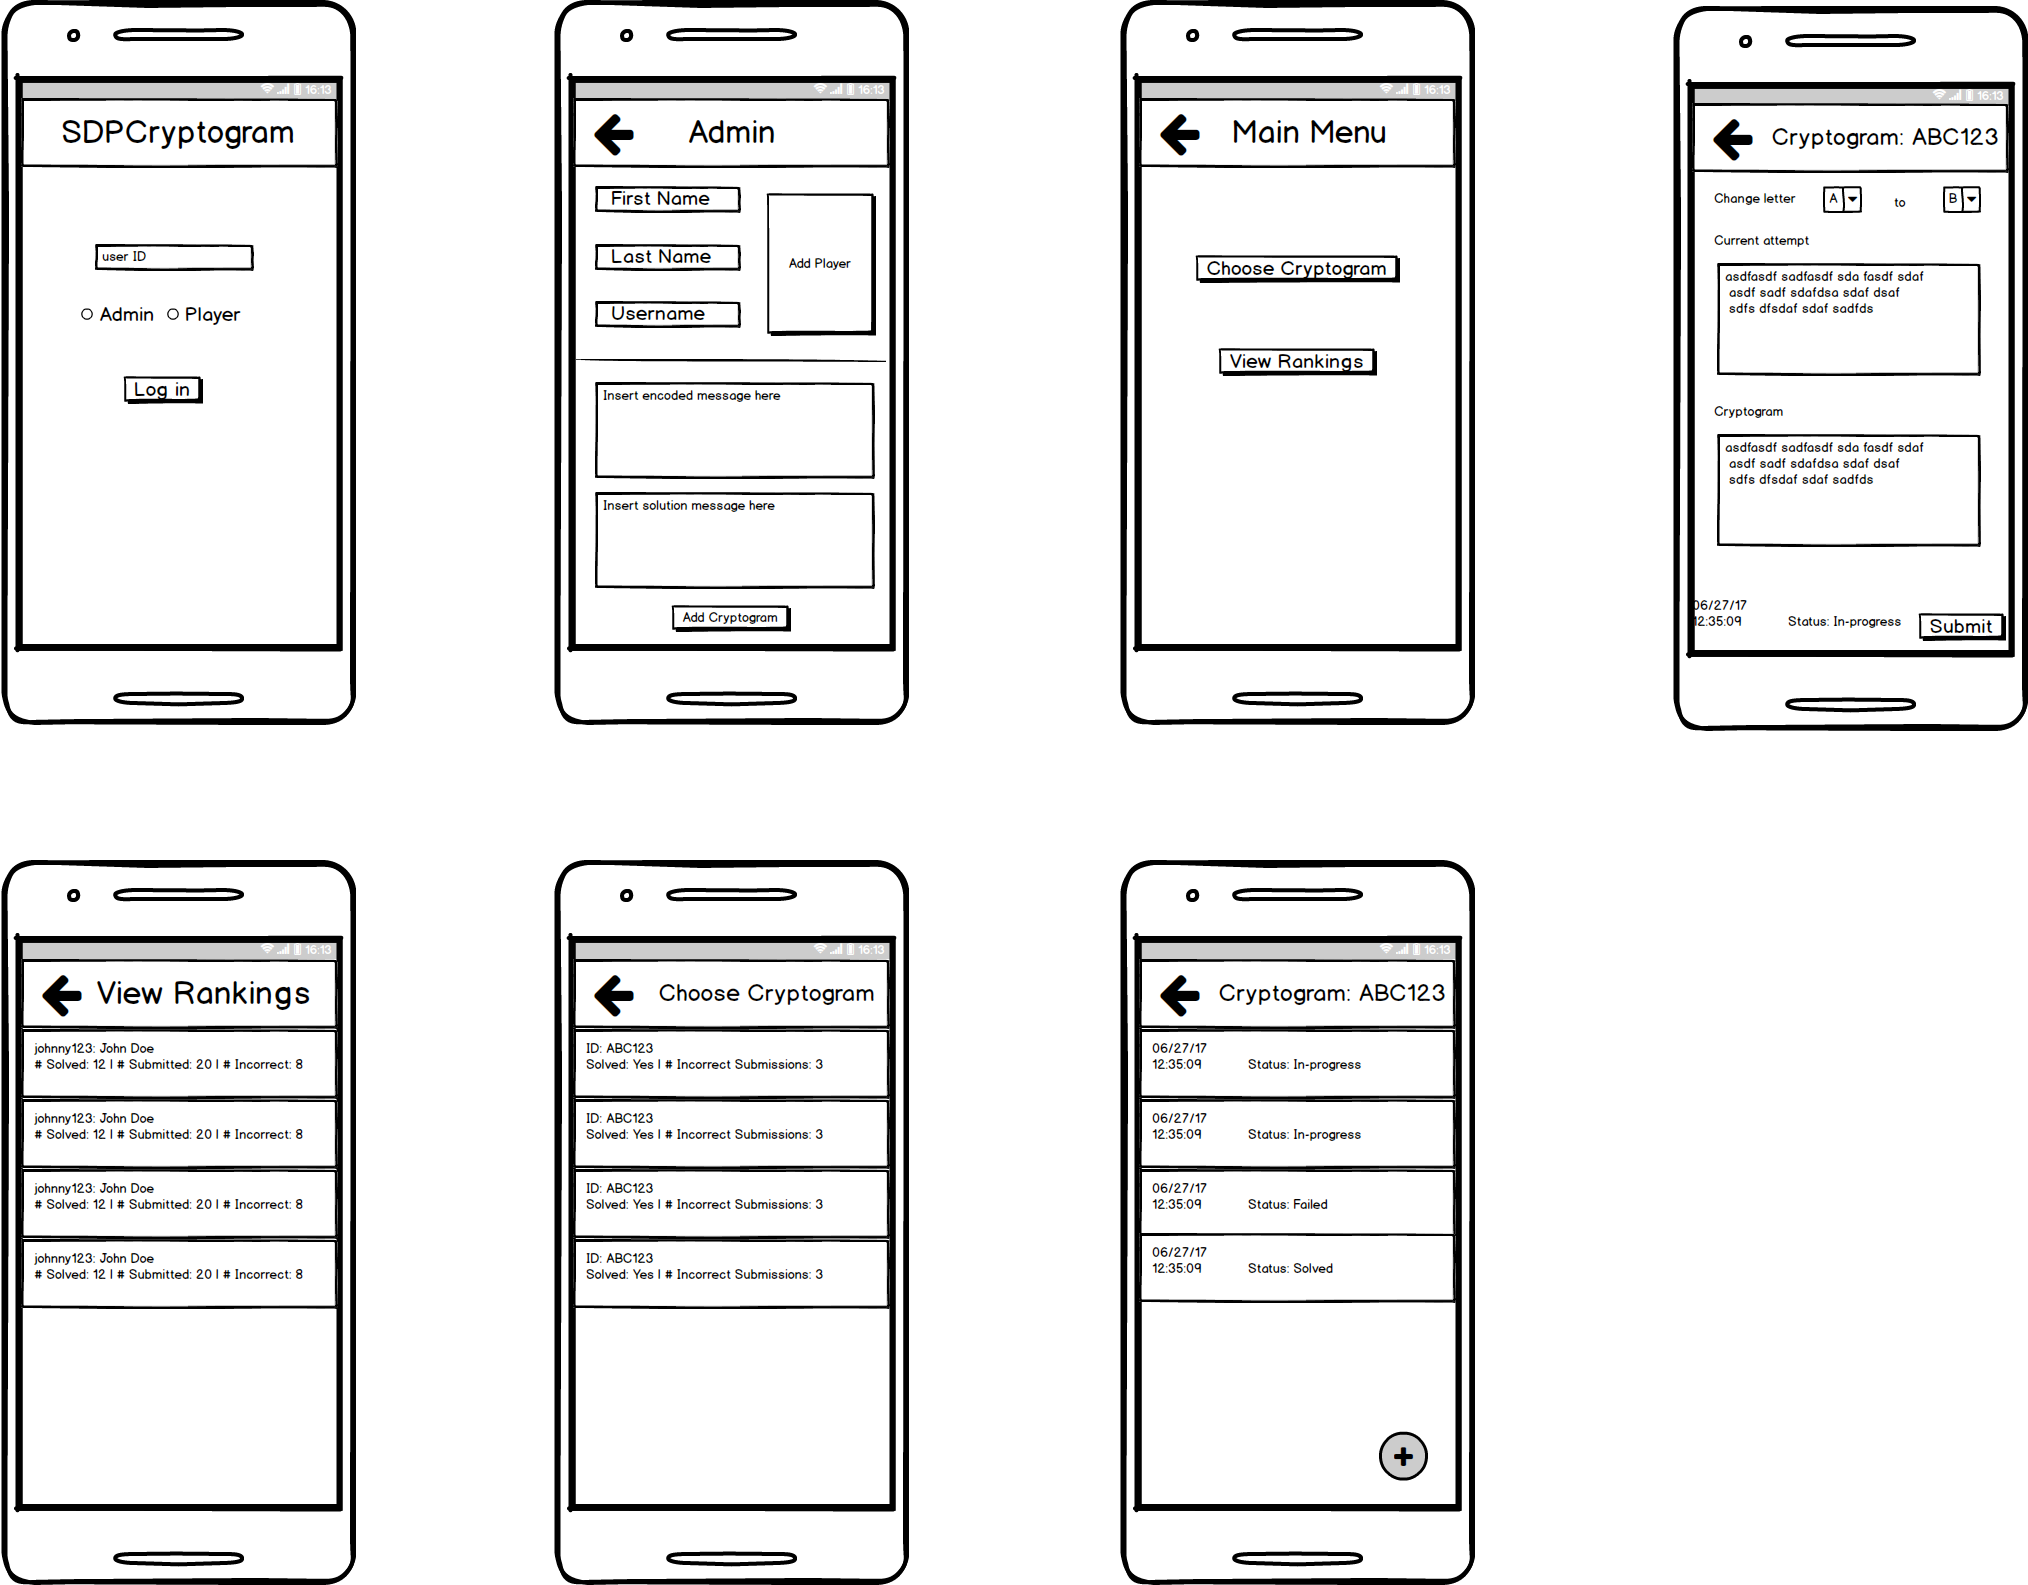 16:13
SDPCryptogram
user ID
Admin Player
Log in
16:13
Admin
First Name
Last Name
Username
Add Player
Insert encoded message here
Insert solution message here
Add Cryptogram
16:13
Main Menu
Choose Cryptogram
View Rankings
16:13
Cryptogram: ABC123
Change letter A to B
Current attempt
asdfasdf sadfasdf sda fasdf sdaf
asdf sadf sdafdsa sdaf dsaf
sdfs dfsdaf sdaf sadfds
Cryptogram
asdfasdf sadfasdf sda fasdf sdaf
asdf sadf sdafdsa sdaf dsaf
sdfs dfsdaf sdaf sadfds
06/27/17
12:35:09 Status: In-progress Submit
16:13
View Rankings
johnny123: John Doe
# Solved: 12 | # Submitted: 20 | # Incorrect: 8
johnny123: John Doe
# Solved: 12 | # Submitted: 20 | # Incorrect: 8
johnny123: John Doe
# Solved: 12 | # Submitted: 20 | # Incorrect: 8
johnny123: John Doe
# Solved: 12 | # Submitted: 20 | # Incorrect: 8
16:13
Choose Cryptogram
ID: ABC123
Solved: Yes | # Incorrect Submissions: 3
ID: ABC123
Solved: Yes | # Incorrect Submissions: 3
ID: ABC123
Solved: Yes | # Incorrect Submissions: 3
ID: ABC123
Solved: Yes | # Incorrect Submissions: 3
16:13
Cryptogram: ABC123
06/27/17
12:35:09 Status: In-progress
06/27/17
12:35:09 Status: In-progress
06/27/17
12:35:09 Status: Failed
06/27/17
12:35:09 Status: Solved